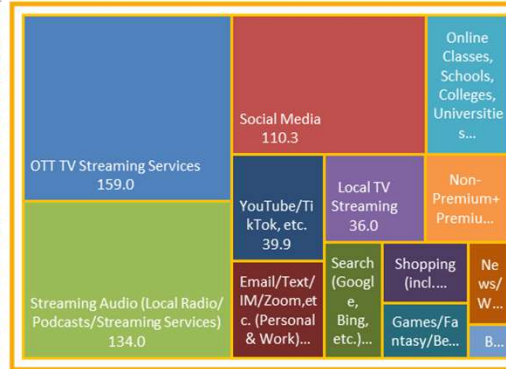 OTT TV Streaming Services
159.0
Streaming Audio (Local Radio/
Podcasts/Streaming Services)
134.0
Social Media
110.3
YouTube/Ti
kTok, etc.
39.9
Email/Text/
IM/Zoom,et
c. (Personal
& Work)...
Local TV
Streaming
36.0
Search
(Googl
e,
Bing,
etc.)...
Online
Classes,
Schools,
Colleges,
Universitie
s...
Non-
Premium+
Premiu...
Shopping
(incl....
Games/Fa
ntasy/Be...
Ne
ws/
W...
B...